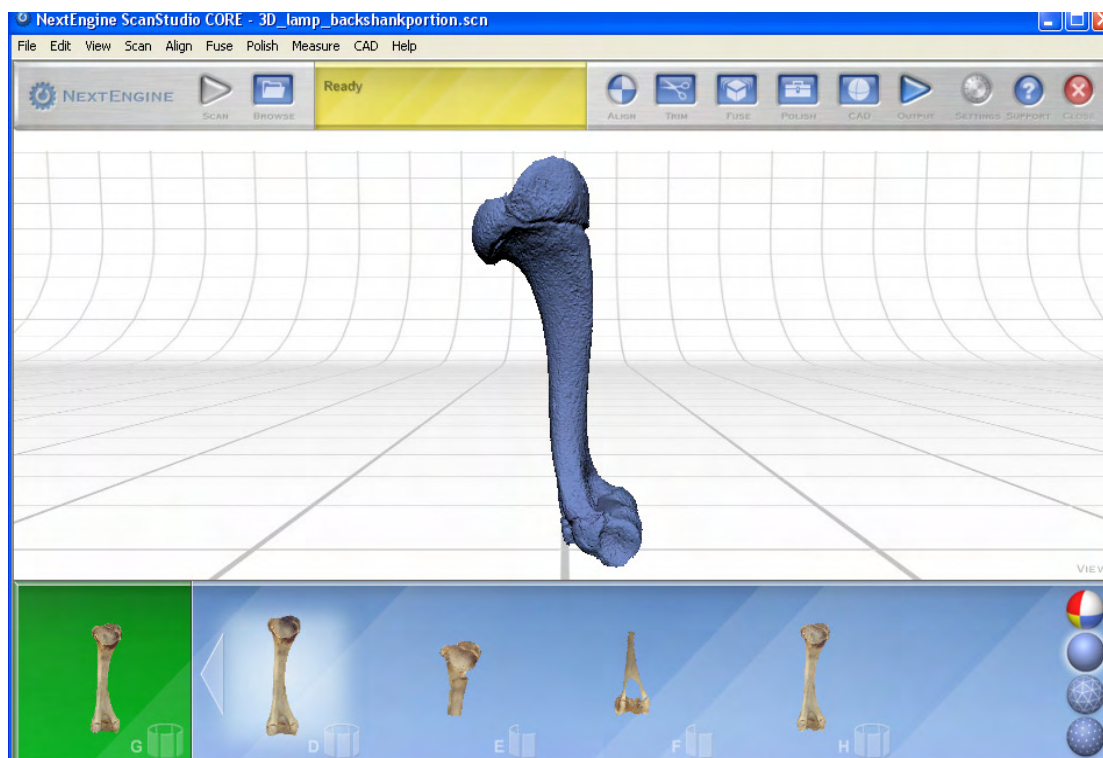 NextEngine ScanStudio CORE - 3D_lamp_backshankportion.scn
File Edit View Scan Align Fuse Polish Measure CAD Help
NEXTENGINE SCAN BROWSE Ready ALIGN TRIM FUSE POLISH CAD OUTPUT SETTINGS SUPPORT CLOSE
VIEW
G D E F H